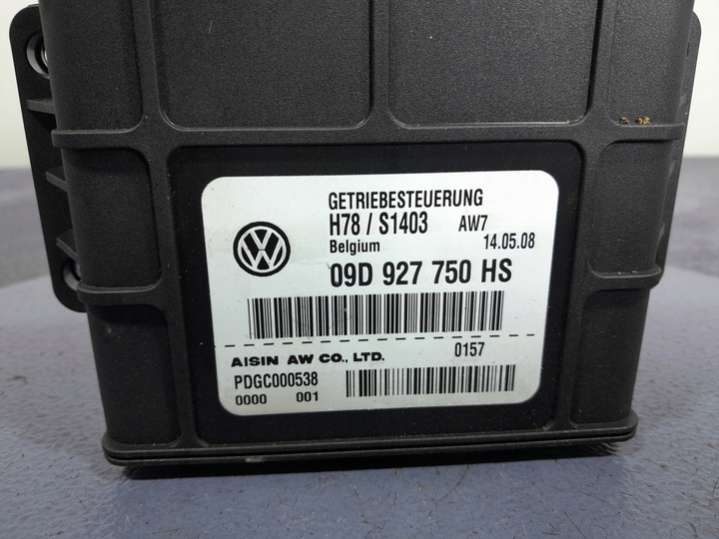 GETRIEBESTEUERUNG
H78 / S1403 AW7
Belgium 14.05.08
09D 927 750 HS
AISIN AW CO., LTD. 0157
PDGC000538
0000 001